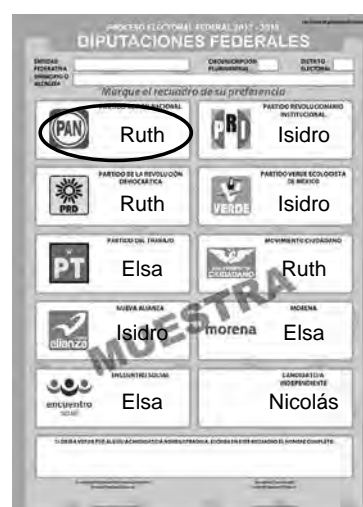 PROCESO ELECTORAL FEDERAL 2017 - 2018
DIPUTACIONES FEDERALES
ENTIDAD FEDERATIVA
MUNICIPIO O ALCALDÍA
CIRCUNSCRIPCIÓN PLURINOMINAL
DISTRITO ELECTORAL
Marque el recuadro de su preferencia
PAN
Ruth
PARTIDO REVOLUCIONARIO INSTITUCIONAL
PRI
Isidro
PARTIDO DE LA REVOLUCIÓN DEMOCRÁTICA
PRD
Ruth
PARTIDO VERDE ECOLOGISTA DE MÉXICO
VERDE
Isidro
PARTIDO DEL TRABAJO
PT
Elsa
MOVIMIENTO CIUDADANO
CIUDADANO
Ruth
NUEVA ALIANZA
alianza
Isidro
MORENA
morena
Elsa
ENCUENTRO SOCIAL
encuentro
social
Elsa
CANDIDATO/A INDEPENDIENTE
Nicolás
MUESTRA